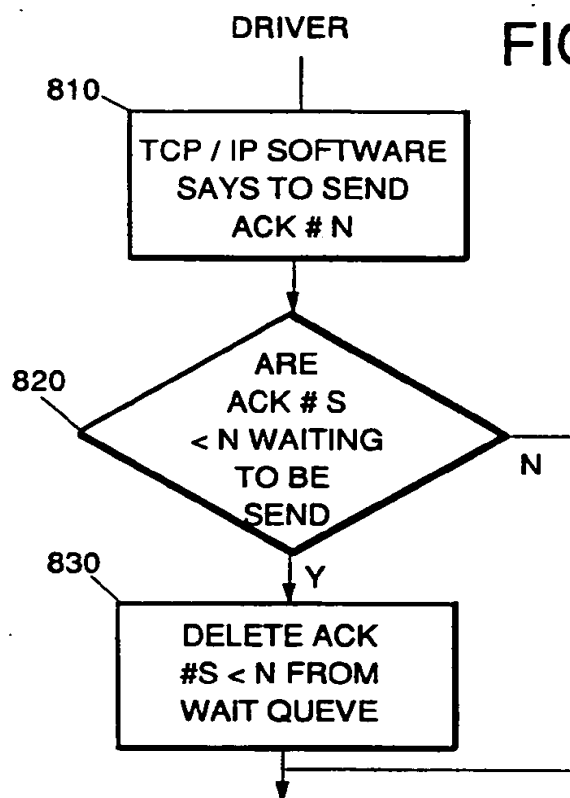 DRIVER
FIG
810
TCP / IP SOFTWARE
SAYS TO SEND
ACK # N
820
ARE
ACK # S
< N WAITING
TO BE
SEND
N
Y
830
DELETE ACK
#S < N FROM
WAIT QUEVE